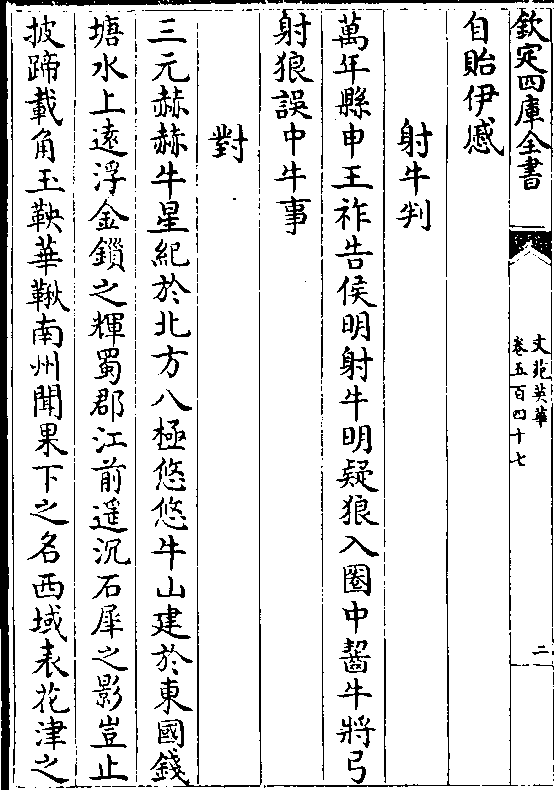 欽定四庫全書
文苑英華
卷五百四十七
二
自貽伊慼
射牛判
萬年縣申王祚告侯明射牛明疑狼入圈中齧牛將弓
射狼誤中牛事
對
三元赫赫牛星紀於北方八極悠悠牛山建於東國錢
塘水上遠浮金鎖之輝蜀郡江前遥沉石犀之影豈止
披蹄載角玉鞅華鞦南州聞果下之名西域表花津之